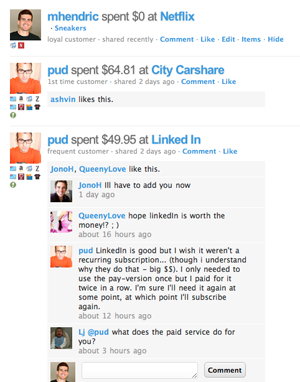 mhendric spent $0 at Netflix
· Sneakers
loyal customer - shared recently · Comment · Like · Edit · Items · Hide
pud spent $64.81 at City Carshare
1st time customer - shared 2 days ago · Comment · Like
ashvin likes this.
pud spent $49.95 at Linked In
frequent customer - shared 2 days ago · Comment · Like
JonoH, QueenyLove like this.
JonoH Ill have to add you now
1 day ago
QueenyLove hope linkedIn is worth the
money!? ; )
about 16 hours ago
pud LinkedIn is good but I wish it weren't a
recurring subscription... (though i understand
why they do that - big $$). I only needed to
use the pay-version once but I paid for it
twice in a row. I'm sure I'll need it again at
some point, at which point I'll subscribe
again.
about 12 hours ago
Lj @pud what does the paid service do for
you?
about 3 hours ago
Comment